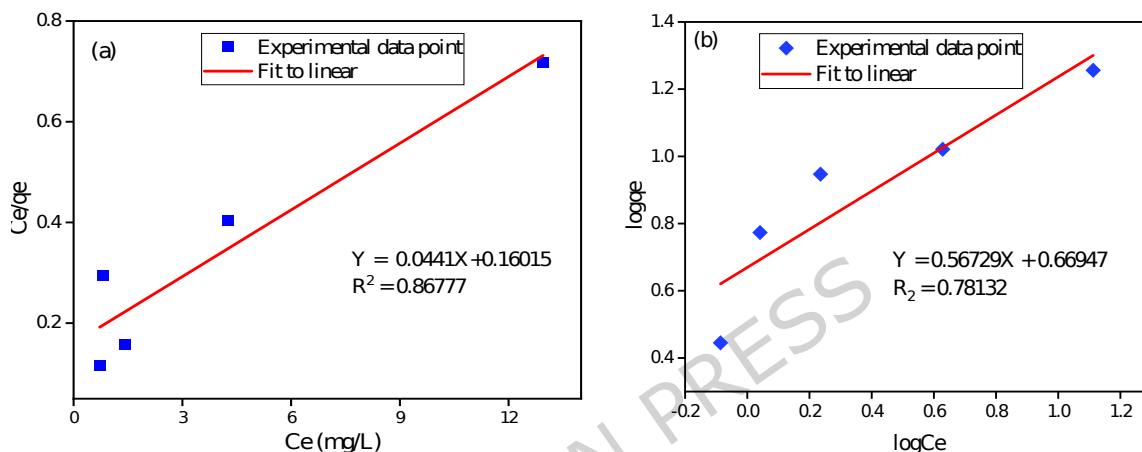 (a)
Experimental data point
Fit to linear
0.8
0.6
0.4
0.2
Ce/qe
Y = 0.0441X+0.16015
R² = 0.86777
0 3 6 9 12
Ce (mg/L)
(b)
Experimental data point
Fit to linear
1.4
1.2
1.0
0.8
0.6
0.4
logqe
Y = 0.56729X + 0.66947
R₂ = 0.78132
-0.2 0.0 0.2 0.4 0.6 0.8 1.0 1.2
logCe
PRESS